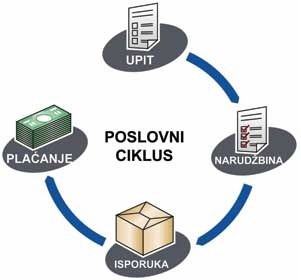 UPIT
POSLOVNI
CIKLUS
PLAĆANJE
NARUDŽBINA
ISPORUKA